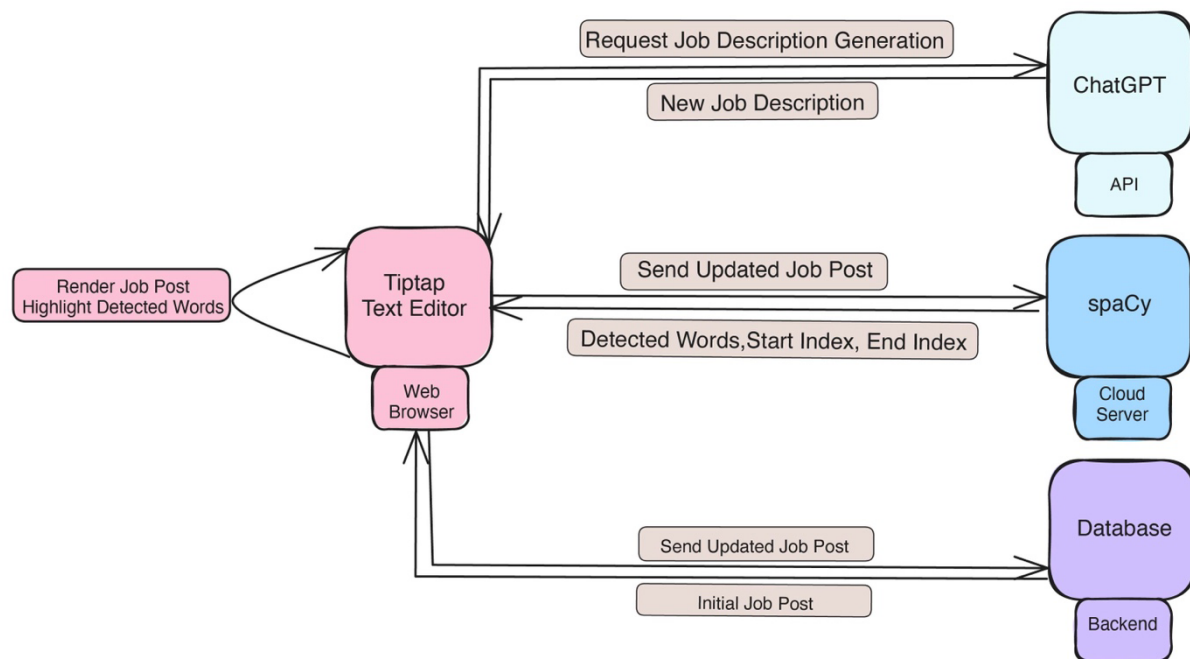 Request Job Description Generation
New Job Description
ChatGPT
API
Render Job Post
Highlight Detected Words
Tiptap
Text Editor
Web
Browser
Send Updated Job Post
Detected Words,Start Index, End Index
spaCy
Cloud
Server
Send Updated Job Post
Initial Job Post
Database
Backend